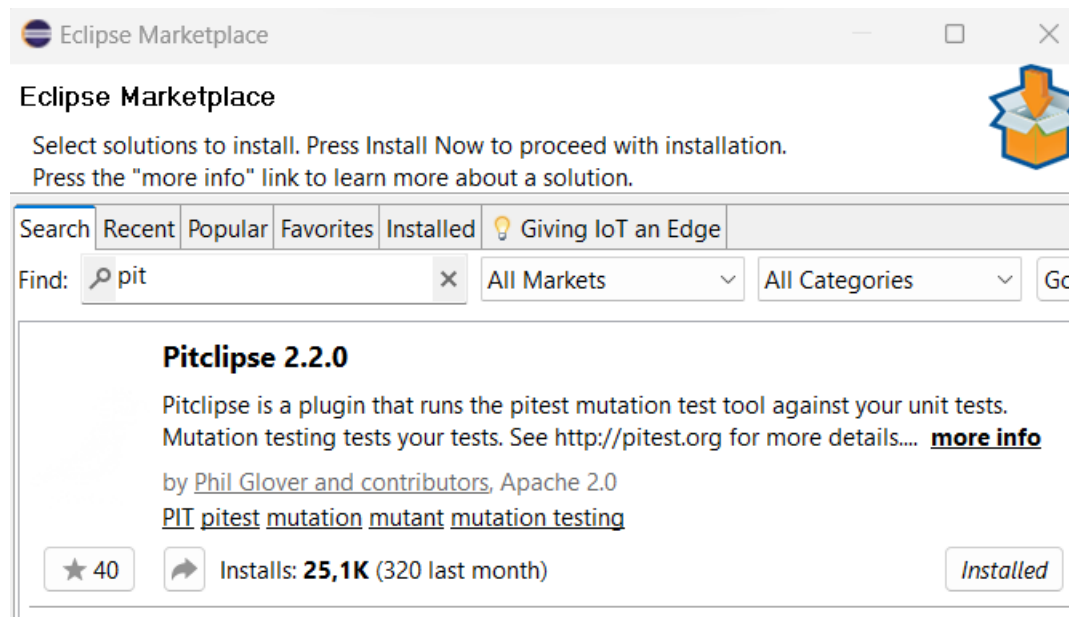 Eclipse Marketplace
Eclipse Marketplace
Select solutions to install. Press Install Now to proceed with installation.
Press the "more info" link to learn more about a solution.
Search Recent Popular Favorites Installed Giving IoT an Edge
Find: pit All Markets All Categories Go
Pitclipse 2.2.0
Pitclipse is a plugin that runs the pitest mutation test tool against your unit tests.
Mutation testing tests your tests. See http://pitest.org for more details.... more info
by Phil Glover and contributors, Apache 2.0
PIT pitest mutation mutant mutation testing
40 Installs: 25,1K (320 last month) Installed